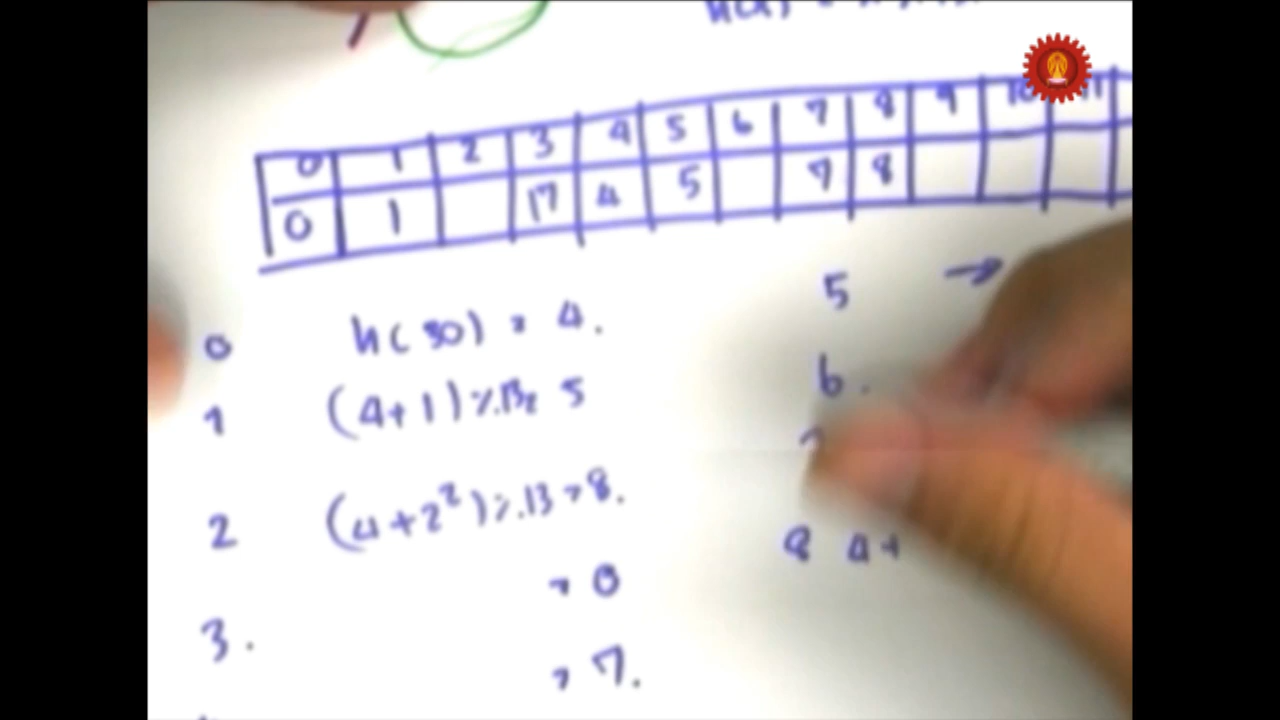 0 1 2 3 4 5 6 7 8 9 10 11
0 1 17 4 5 7 8
0 h(30) = 4.
1 (4+1)%13= 5
2 (4+2²)%13 = 8.
3. = 0
= 7.
5 →
6.
8 4+